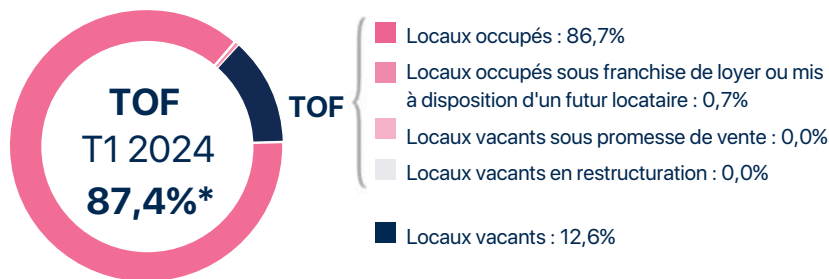 TOF
T1 2024
87,4%*
TOF
Locaux occupés : 86,7%
Locaux occupés sous franchise de loyer ou mis
à disposition d'un futur locataire : 0,7%
Locaux vacants sous promesse de vente : 0,0%
Locaux vacants en restructuration : 0,0%
Locaux vacants : 12,6%